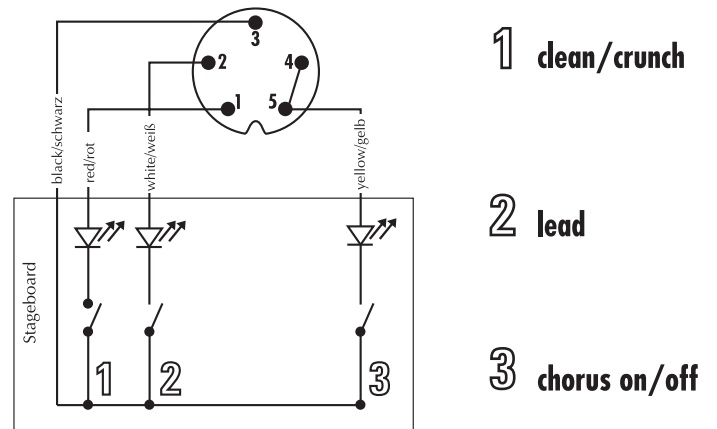 3
2
4
1
5
black/schwarz
red/rot
white/weiß
yellow/gelb
Stageboard
1
2
3
1 clean/crunch
2 lead
3 chorus on/off